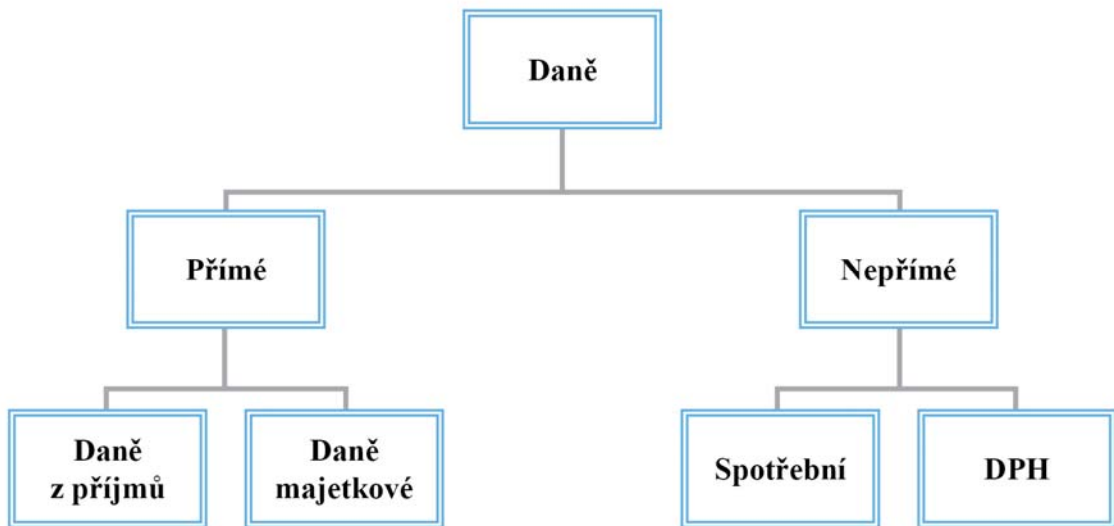 Daně
Přímé
Nepřímé
Daně
z příjmů
Daně
majetkové
Spotřební
DPH